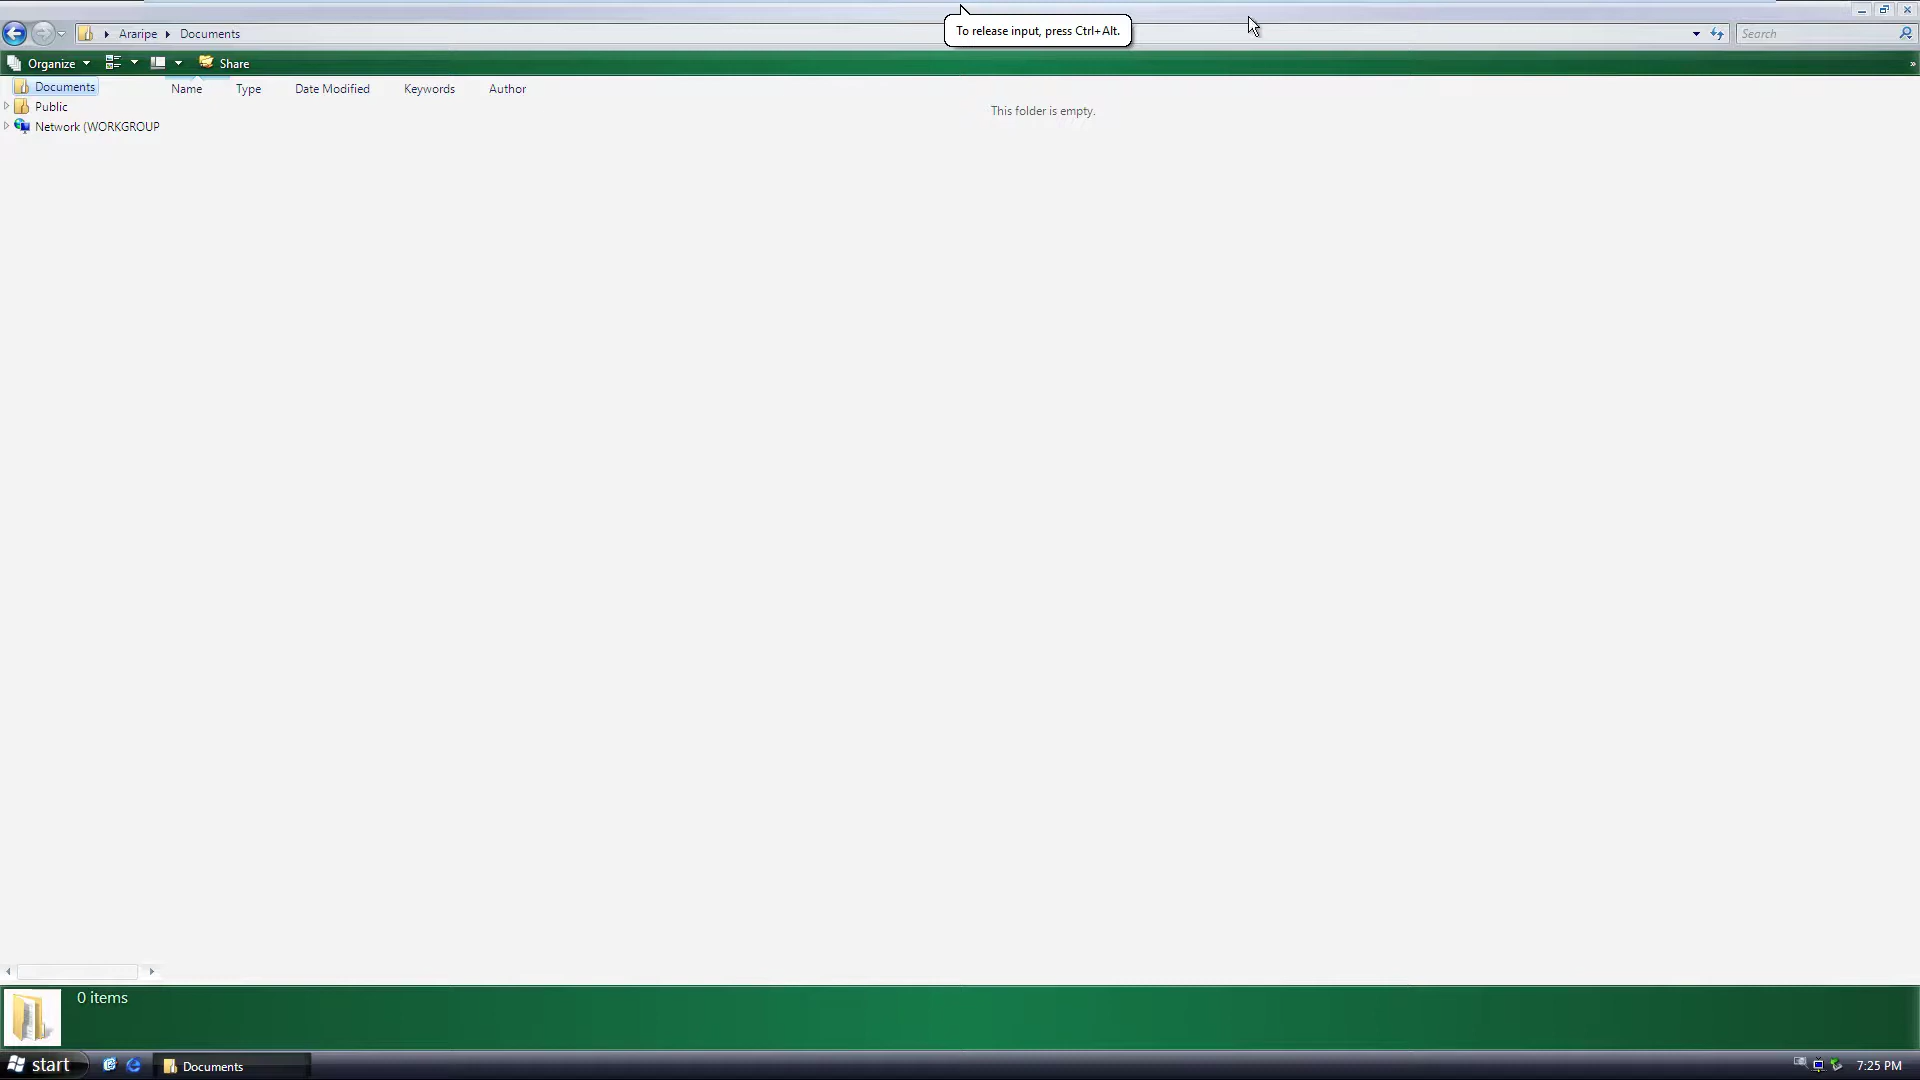 To release input, press Ctrl+Alt.
Araripe Documents
Search
Organize
Share
»
Documents
Public
Network (WORKGROUP
Name Type Date Modified Keywords Author
This folder is empty.
0 items
start
Documents
7:25 PM